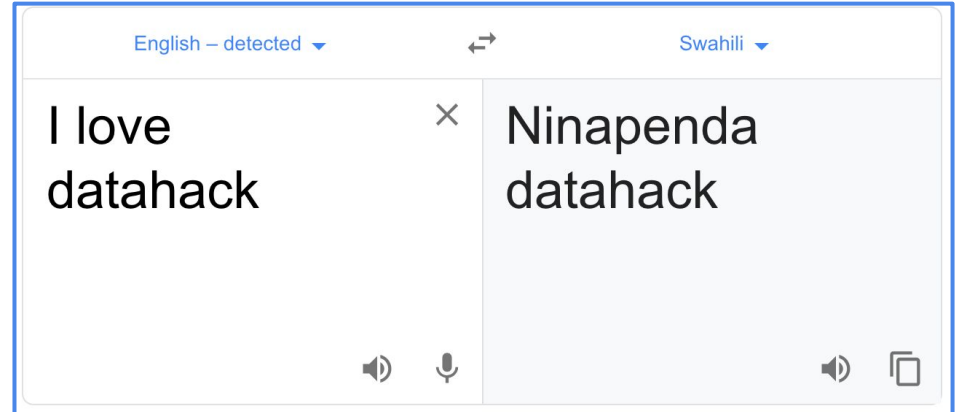 English – detected
Swahili
I love
datahack
Ninapenda
datahack